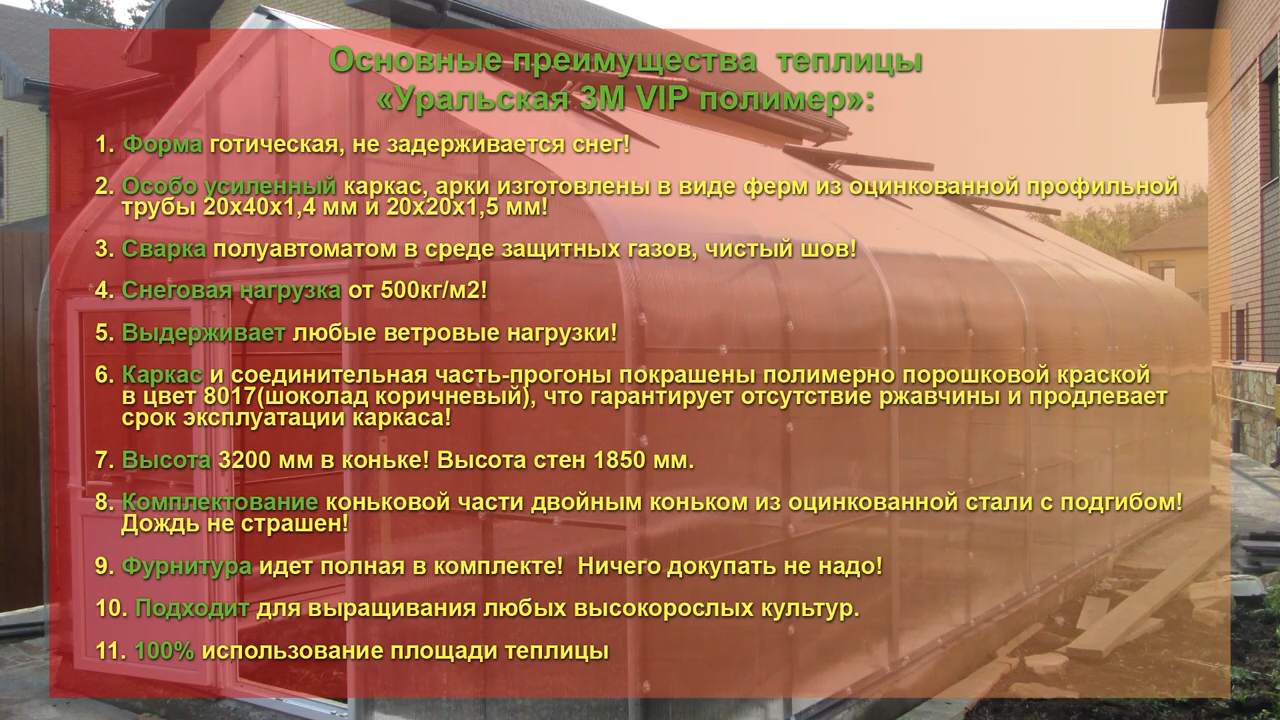 Основные преимущества  теплицы
«Уральская 3М VIP полимер»:
1. Форма готическая, не задерживается снег!
2. Особо усиленный каркас, арки изготовлены в виде ферм из оцинкованной профильной
трубы 20х40х1,4 мм и 20х20х1,5 мм!
3. Сварка полуавтоматом в среде защитных газов, чистый шов!
4. Снеговая нагрузка от 500кг/м2!
5. Выдерживает любые ветровые нагрузки!
6. Каркас и соединительная часть-прогоны покрашены полимерно порошковой краской
в цвет 8017(шоколад коричневый), что гарантирует отсутствие ржавчины и продлевает
срок эксплуатации каркаса!
7. Высота 3200 мм в коньке! Высота стен 1850 мм.
8. Комплектование коньковой части двойным коньком из оцинкованной стали с подгибом!
Дождь не страшен!
9. Фурнитура идет полная в комплекте!  Ничего докупать не надо!
10. Подходит для выращивания любых высокорослых культур.
11. 100% использование площади теплицы